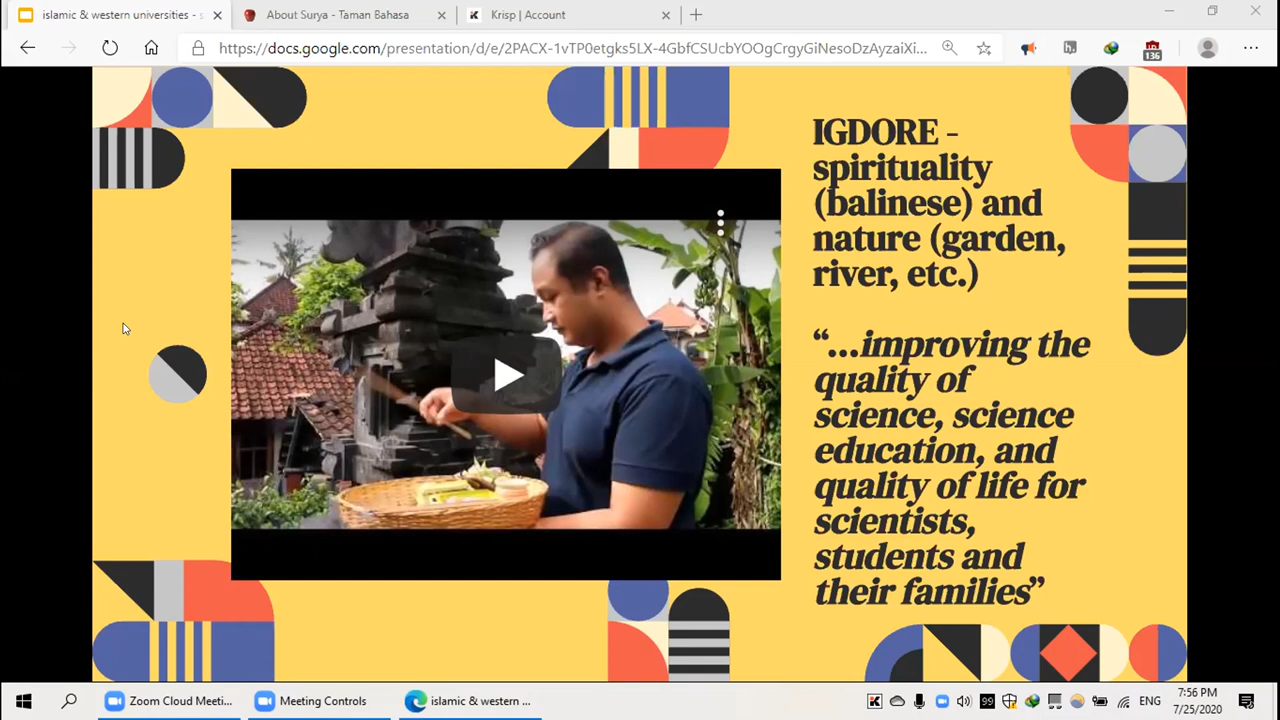 islamic & western universities - s
About Surya - Taman Bahasa
Krisp | Account
https://docs.google.com/presentation/d/e/2PACX-1vTP0etgks5LX-4GbfCSUcbYOOgCrgyGiNesoDzAyzaiXi...
136
IGDORE -
spirituality
(balinese) and
nature (garden,
river, etc.)
“...improving the
quality of
science, science
education, and
quality of life for
scientists,
students and
their families”
Zoom Cloud Meeti...
Meeting Controls
islamic & western ...
99
ENG
7:56 PM
7/25/2020